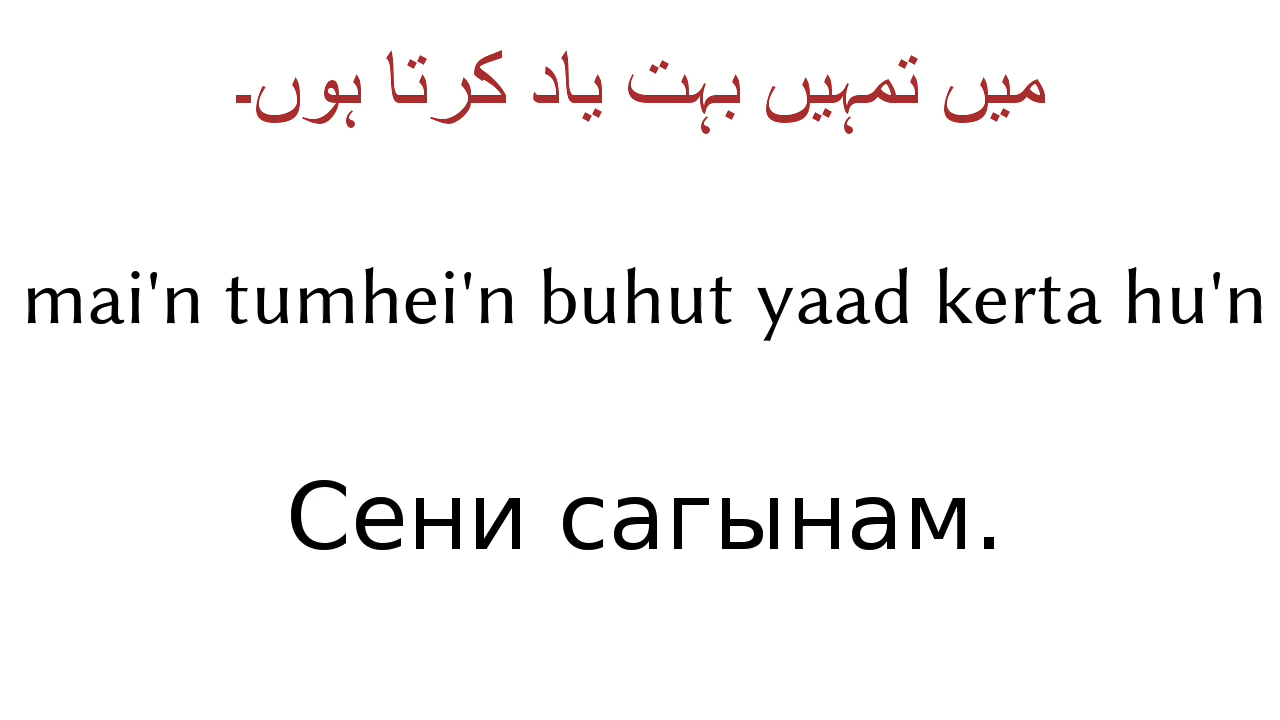 میں تمہیں بہت یاد کرتا ہوں۔
mai'n tumhei'n buhut yaad kerta hu'n
Сени сагынам.